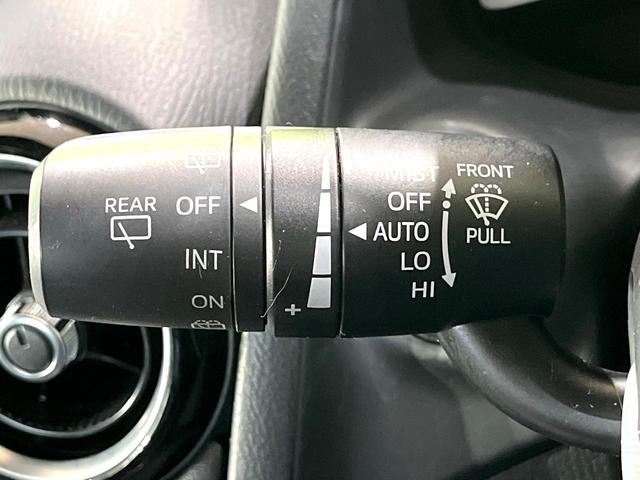 REAR
OFF
INT
ON
+
MIST
OFF
AUTO
LO
HI
FRONT
PULL